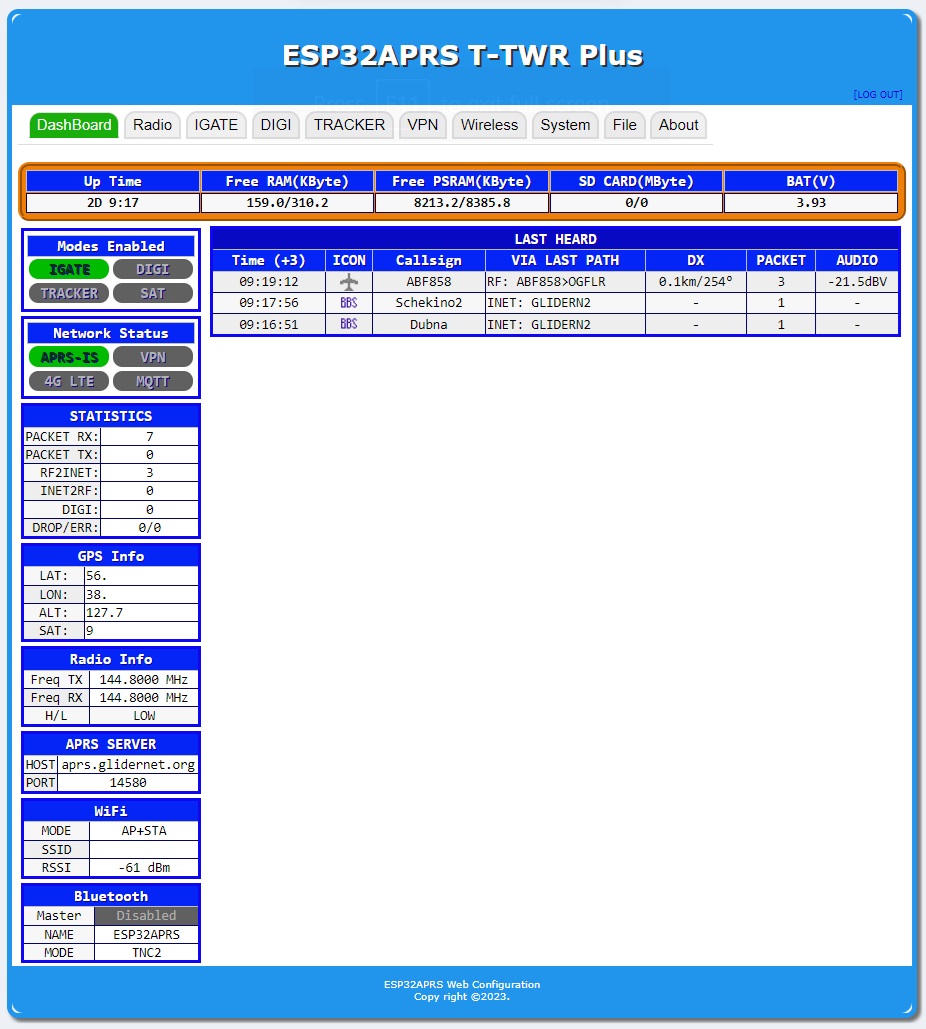 ESP32APRS T-TWR Plus
Press F11 to exit full screen
[LOG OUT]
DashBoard Radio IGATE DIGI TRACKER VPN Wireless System File About
Up Time Free RAM(KByte) Free PSRAM(KByte) SD CARD(MByte) BAT(V)
2D 9:17 159.0/310.2 8213.2/8385.8 0/0 3.93
Modes Enabled
IGATE DIGI
TRACKER SAT
Network Status
APRS-IS VPN
4G LTE MQTT
STATISTICS
PACKET RX: 7
PACKET TX: 0
RF2INET: 3
INET2RF: 0
DIGI: 0
DROP/ERR: 0/0
GPS Info
LAT: 56.
LON: 38.
ALT: 127.7
SAT: 9
Radio Info
Freq TX 144.8000 MHz
Freq RX 144.8000 MHz
H/L LOW
APRS SERVER
HOST aprs.glidernet.org
PORT 14580
WiFi
MODE AP+STA
SSID
RSSI -61 dBm
Bluetooth
Master Disabled
NAME ESP32APRS
MODE TNC2
LAST HEARD
Time (+3) ICON Callsign VIA LAST PATH DX PACKET AUDIO
09:19:12 ABF858 RF: ABF858>OGFLR 0.1km/254° 3 -21.5dBV
09:17:56 BBS Schekino2 INET: GLIDERN2 - 1 -
09:16:51 BBS Dubna INET: GLIDERN2 - 1 -
ESP32APRS Web Configuration
Copy right ©2023.